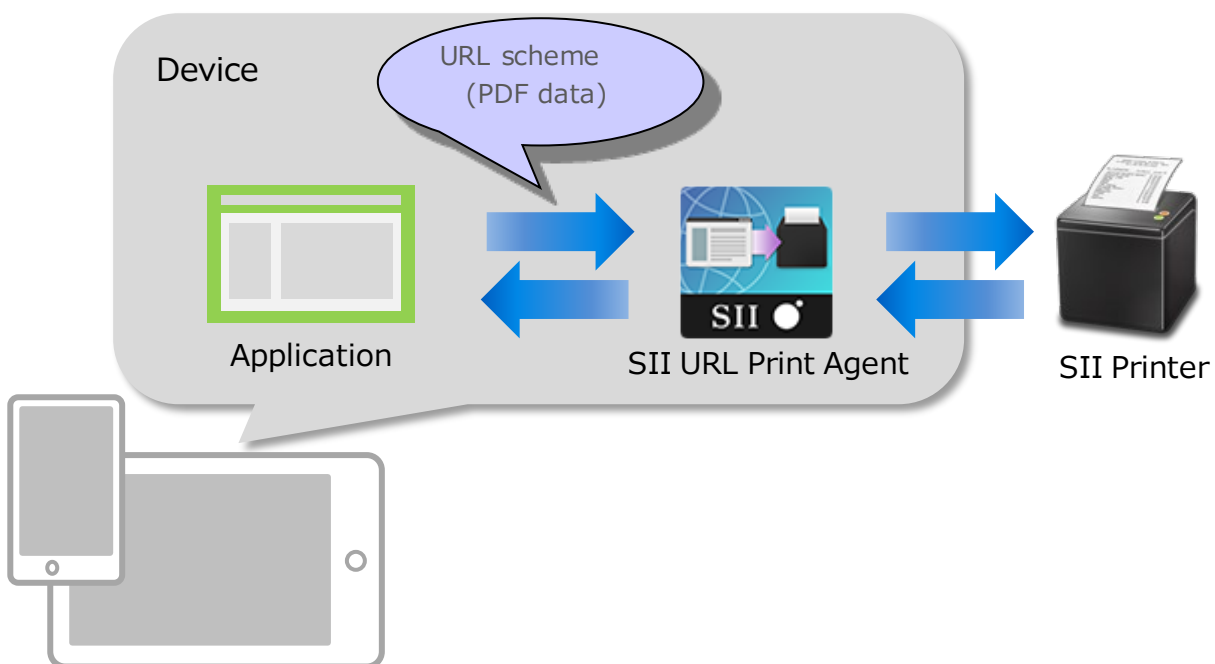 Device
URL scheme
(PDF data)
SII
Application
SII URL Print Agent
SII Printer